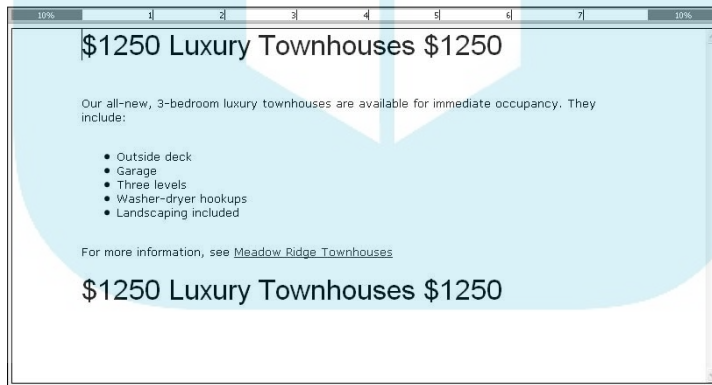 10% 1 2 3 4 5 6 7 10%
$1250 Luxury Townhouses $1250
Our all-new, 3-bedroom luxury townhouses are available for immediate occupancy. They
include:
• Outside deck
• Garage
• Three levels
• Washer-dryer hookups
• Landscaping included
For more information, see Meadow Ridge Townhouses
$1250 Luxury Townhouses $1250